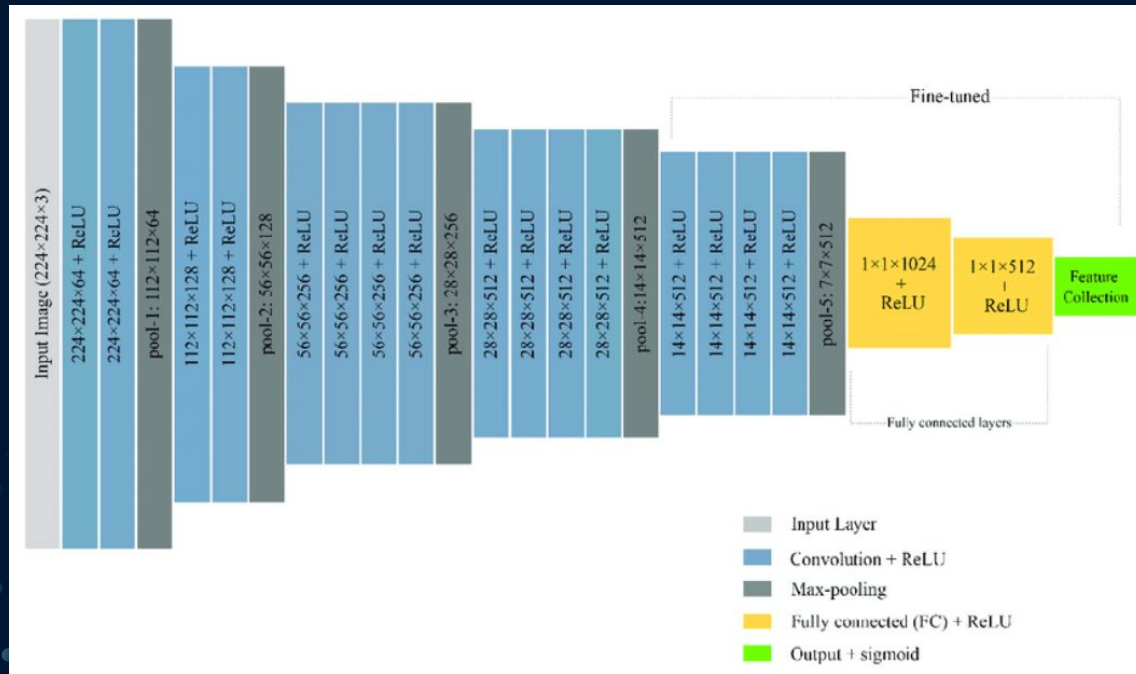 Input Image (224×224×3)
224×224×64 + ReLU
224×224×64 + ReLU
pool-1: 112×112×64
112×112×128 + ReLU
112×112×128 + ReLU
pool-2: 56×56×128
56×56×256 + ReLU
56×56×256 + ReLU
56×56×256 + ReLU
56×56×256 + ReLU
pool-3: 28×28×256
28×28×512 + ReLU
28×28×512 + ReLU
28×28×512 + ReLU
28×28×512 + ReLU
pool-4:14×14×512
14×14×512 + ReLU
14×14×512 + ReLU
14×14×512 + ReLU
14×14×512 + ReLU
pool-5: 7×7×512
Fine-tuned
1×1×1024
+
ReLU
1×1×512
+
ReLU
Feature
Collection
Fully connected layers
Input Layer
Convolution + ReLU
Max-pooling
Fully connected (FC) + ReLU
Output + sigmoid